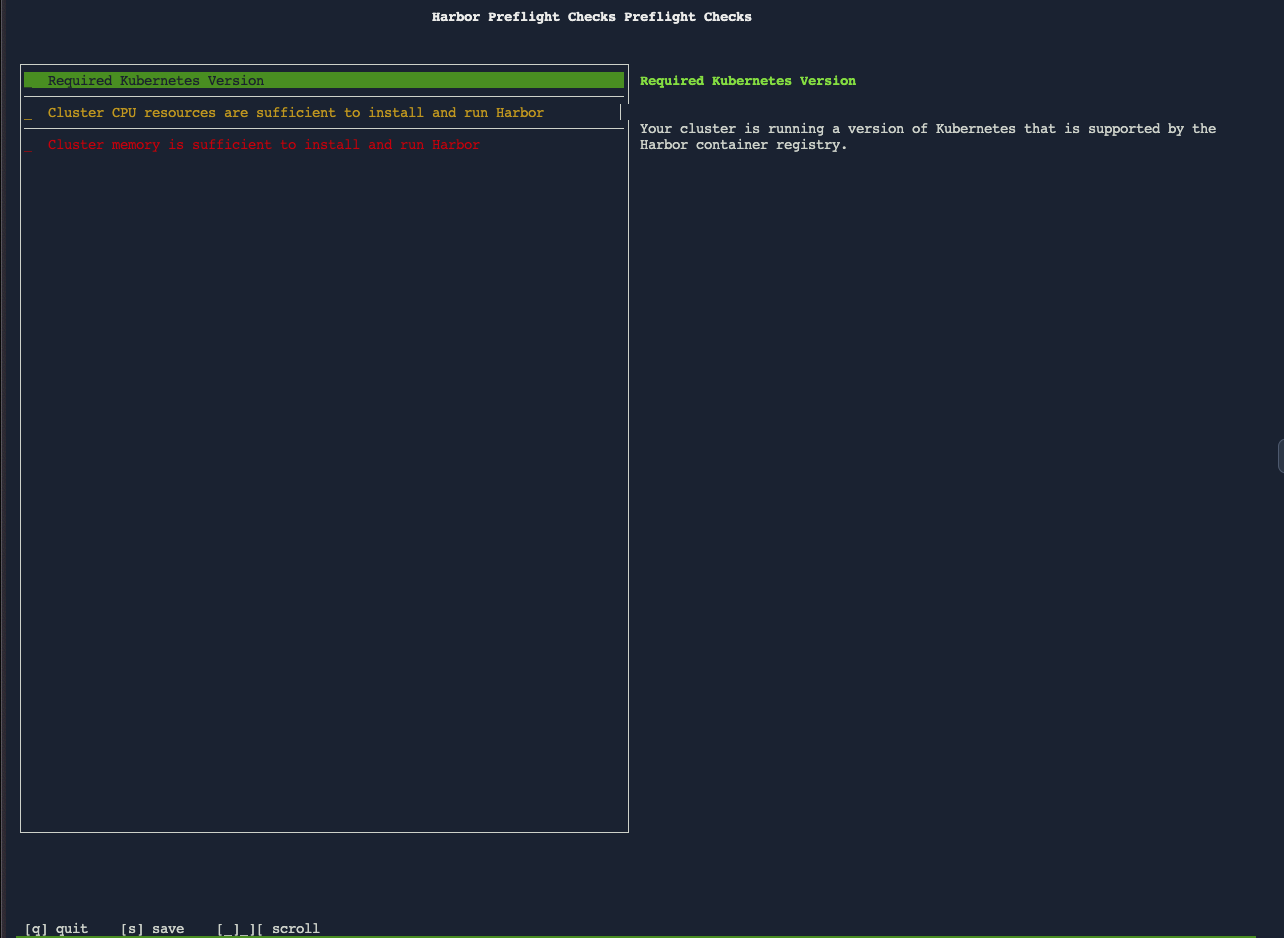 Harbor Preflight Checks Preflight Checks
Required Kubernetes Version
_ Cluster CPU resources are sufficient to install and run Harbor
_ Cluster memory is sufficient to install and run Harbor
Required Kubernetes Version
Your cluster is running a version of Kubernetes that is supported by the
Harbor container registry.
[q] quit [s] save [_]_][ scroll